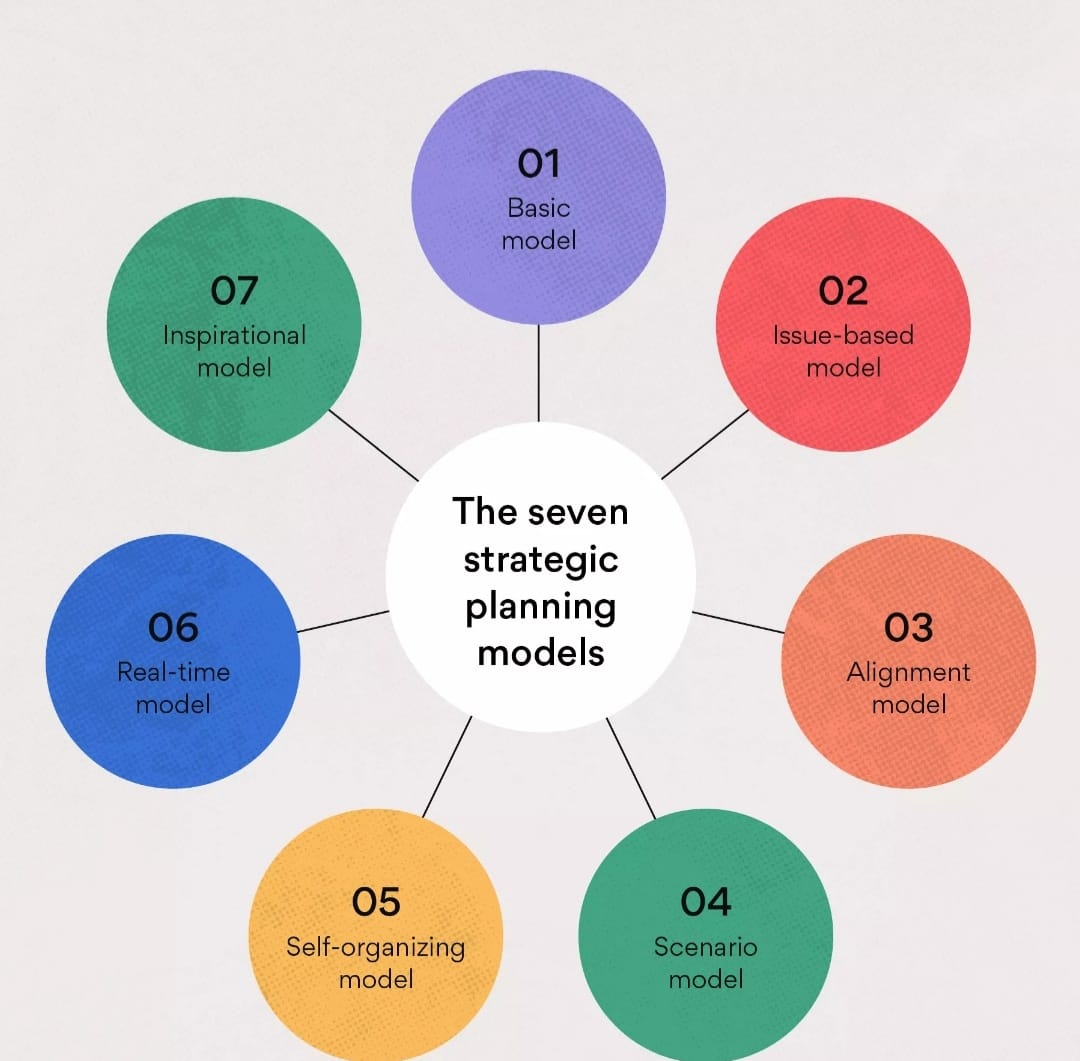 The seven
strategic
planning
models
01
Basic
model
02
Issue-based
model
03
Alignment
model
04
Scenario
model
05
Self-organizing
model
06
Real-time
model
07
Inspirational
model